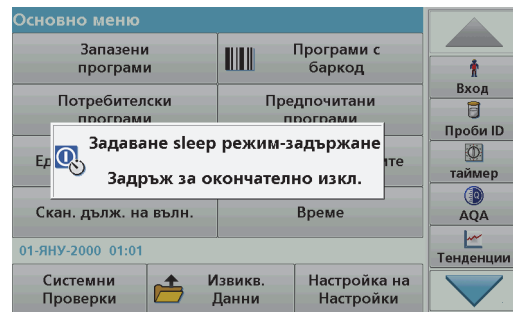 Основно меню
Запазени
програми
Програми с
баркод
Потребителски
програми
Предпочитани
програми
Задаване sleep режим-задържане
Задръж за окончателно изкл.
Скан. дълж. на вълн.
Време
01-ЯНУ-2000 01:01
Системни
Проверки
Извикв.
Данни
Настройка на
Настройки
Вход
Проби ID
таймер
AQA
Тенденции